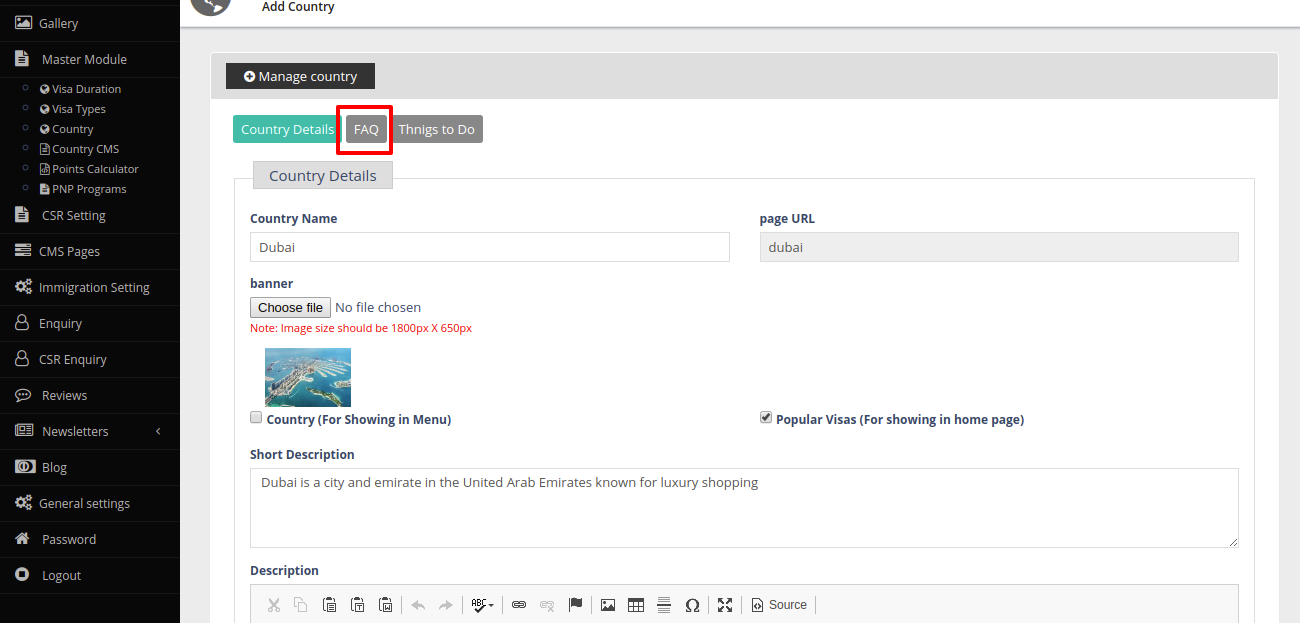 Add Country
Gallery
Master Module
Visa Duration
Visa Types
Country
Country CMS
Points Calculator
PNP Programs
CSR Setting
CMS Pages
Immigration Setting
Enquiry
CSR Enquiry
Reviews
Newsletters
Blog
General settings
Password
Logout
Manage country
Country Details FAQ Thnigs to Do
Country Details
Country Name page URL
Dubai dubai
banner
Choose file No file chosen
Note: Image size should be 1800px X 650px
Country (For Showing in Menu) Popular Visas (For showing in home page)
Short Description
Dubai is a city and emirate in the United Arab Emirates known for luxury shopping
Description
ABC Source